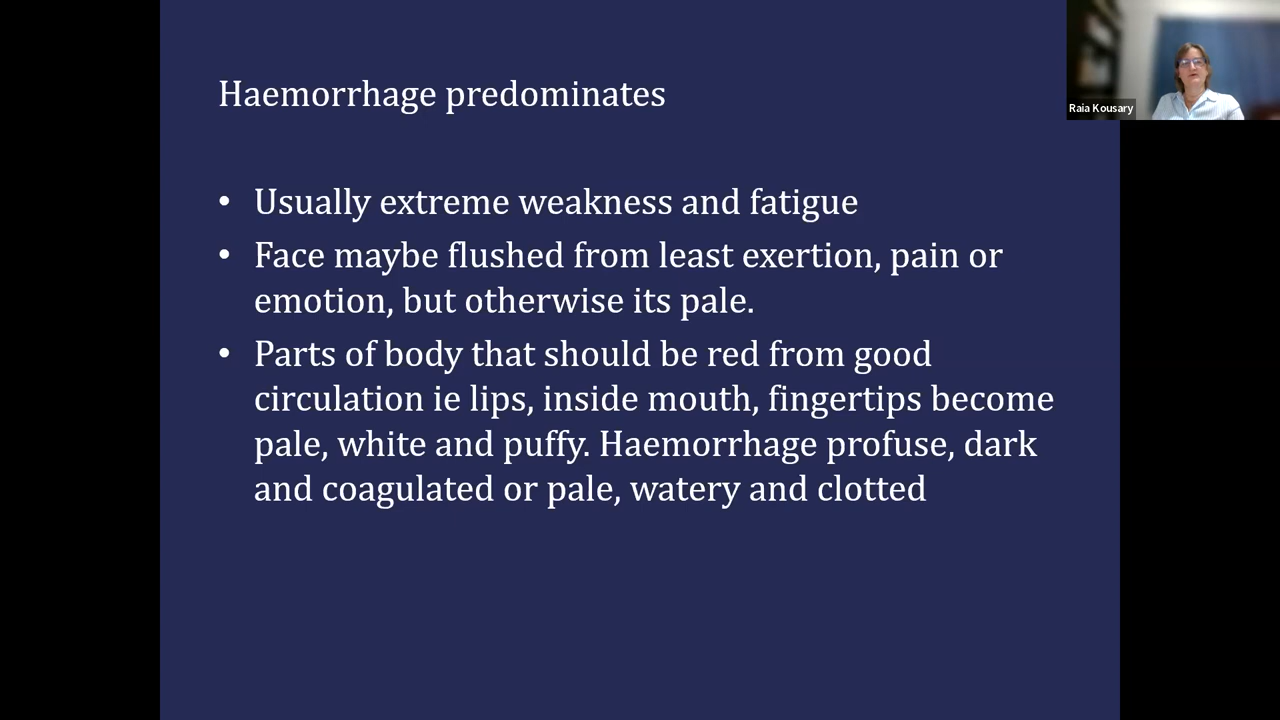 Haemorrhage predominates
Raia Kousary
• Usually extreme weakness and fatigue
• Face maybe flushed from least exertion, pain or
emotion, but otherwise its pale.
• Parts of body that should be red from good
circulation ie lips, inside mouth, fingertips become
pale, white and puffy. Haemorrhage profuse, dark
and coagulated or pale, watery and clotted